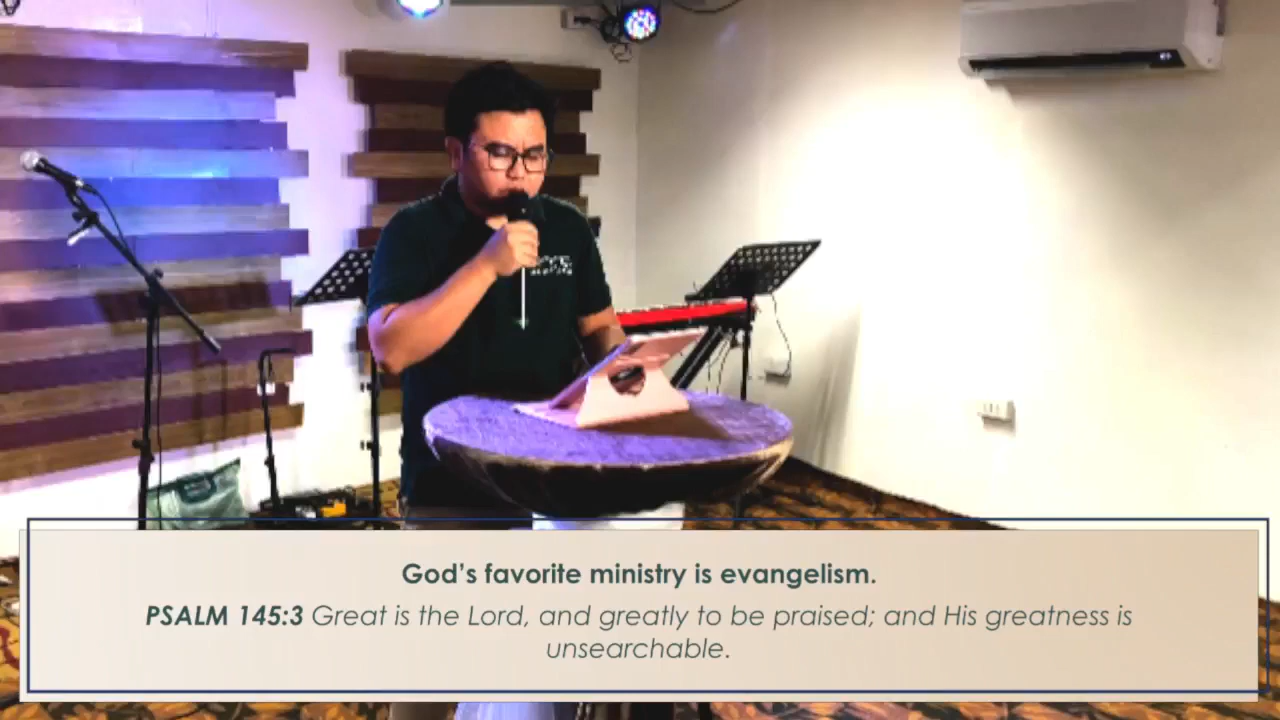 God's favorite ministry is evangelism.
PSALM 145:3 Great is the Lord, and greatly to be praised; and His greatness is
unsearchable.